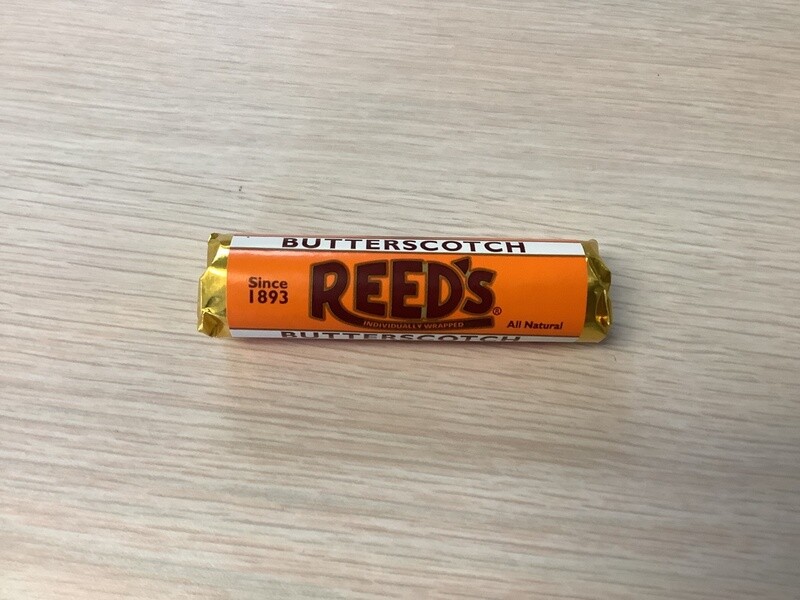 BUTTERSCOTCH
Since
1893
REED'S®
INDIVIDUALLY WRAPPED
All Natural
BUTTERSCOTCH